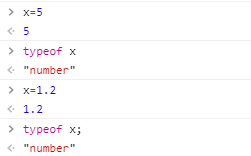 > x=5
< 5
> typeof x
< "number"
> x=1.2
< 1.2
> typeof x;
< "number"